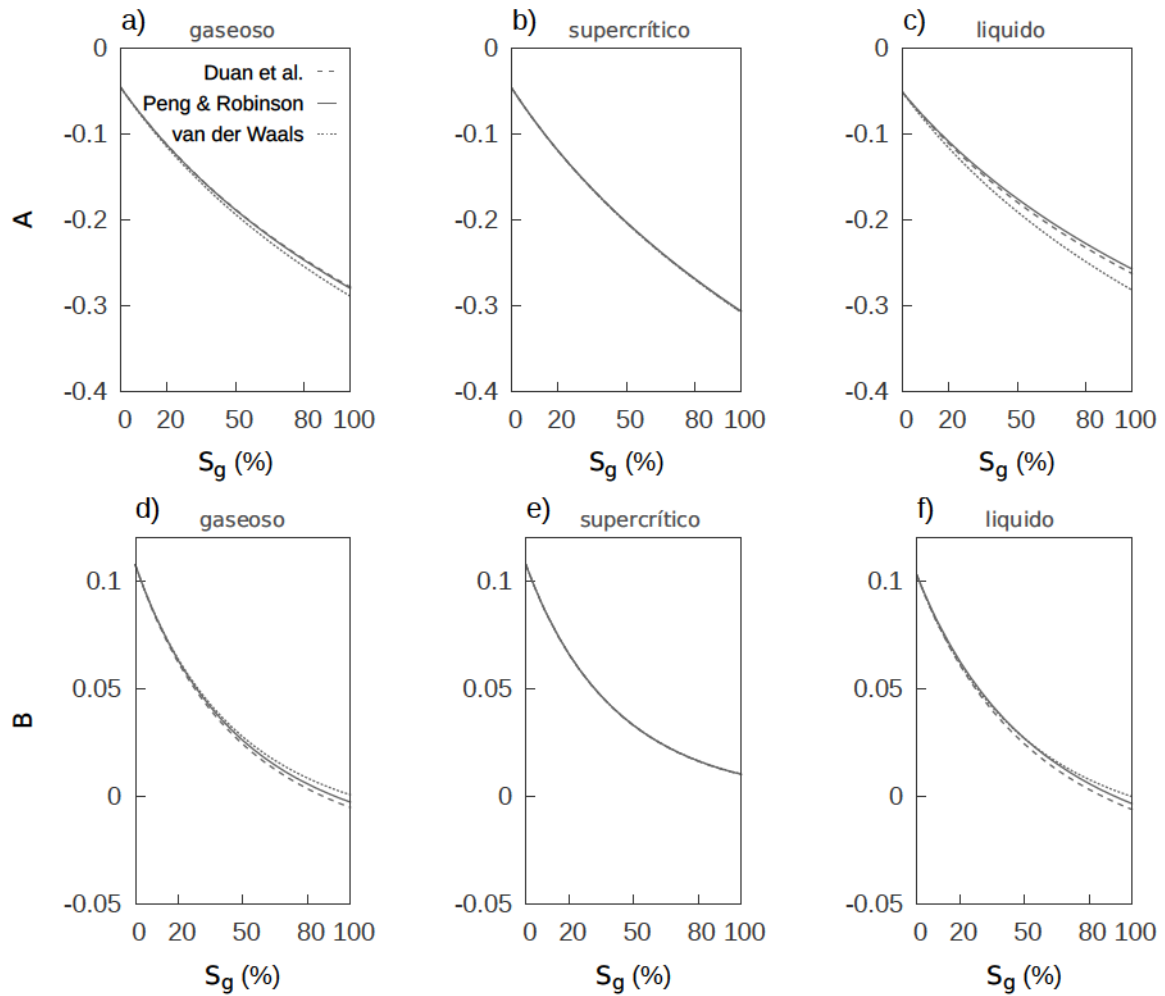 a) gaseoso
b) supercrítico
c) liquido
0
-0.1
-0.2
-0.3
-0.4
A
Duan et al.
Peng & Robinson
van der Waals
0 20 50 80 100
Sg (%)
0
-0.1
-0.2
-0.3
-0.4
0 20 50 80 100
Sg (%)
0
-0.1
-0.2
-0.3
-0.4
0 20 50 80 100
Sg (%)
d) gaseoso
e) supercrítico
f) liquido
0.1
0.05
0
-0.05
B
0 20 50 80 100
Sg (%)
0.1
0.05
0
-0.05
0 20 50 80 100
Sg (%)
0.1
0.05
0
-0.05
0 20 50 80 100
Sg (%)